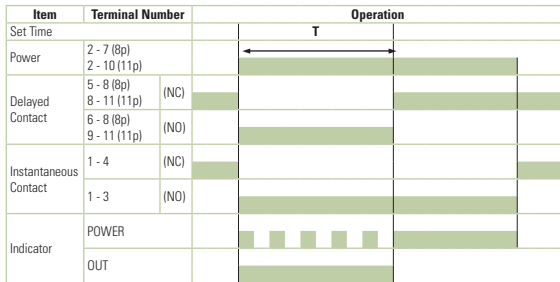 Item Terminal Number Operation
Set Time T
Power 2 - 7 (8p)
2 - 10 (11p)
Delayed
Contact
5 - 8 (8p)
8 - 11 (11p)
(NC)
6 - 8 (8p)
9 - 11 (11p)
(NO)
Instantaneous
Contact
1 - 4 (NC)
1 - 3 (NO)
Indicator
POWER
OUT